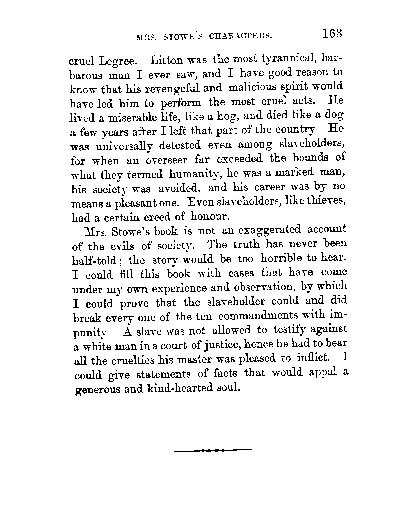 MRS. STOWE'S CHARACTERS. 163
cruel Legree. Litton was the most tyrannical, bar-
barous man I ever saw, and I have good reason to
know that his revengeful and malicious spirit would
have led him to perform the most cruel acts. He
lived a miserable life, like a hog, and died like a dog
a few years after I left that part of the country
He
was universally detested even among slaveholders,
for when an overseer far exceeded the bounds of
what they termed humanity, he was a marked man,
his society was avoided, and his career was by no
means a pleasant one. Even slaveholders, like thieves,
had a certain creed of honour.
Mrs. Stowe's book is not an exaggerated account
of the evils of society. The truth has never been
half-told; the story would be too horrible to hear.
I could fill this book with cases that have come
under my own experience and observation, by which
I could prove that the slaveholder could and did
break every one of the ten commandments with im-
punity A slave was not allowed to testify against
a white man in a court of justice, hence he had to bear
all the cruelties his master was pleased to inflict. I
could give statements of facts that would appal a
generous and kind-hearted soul.